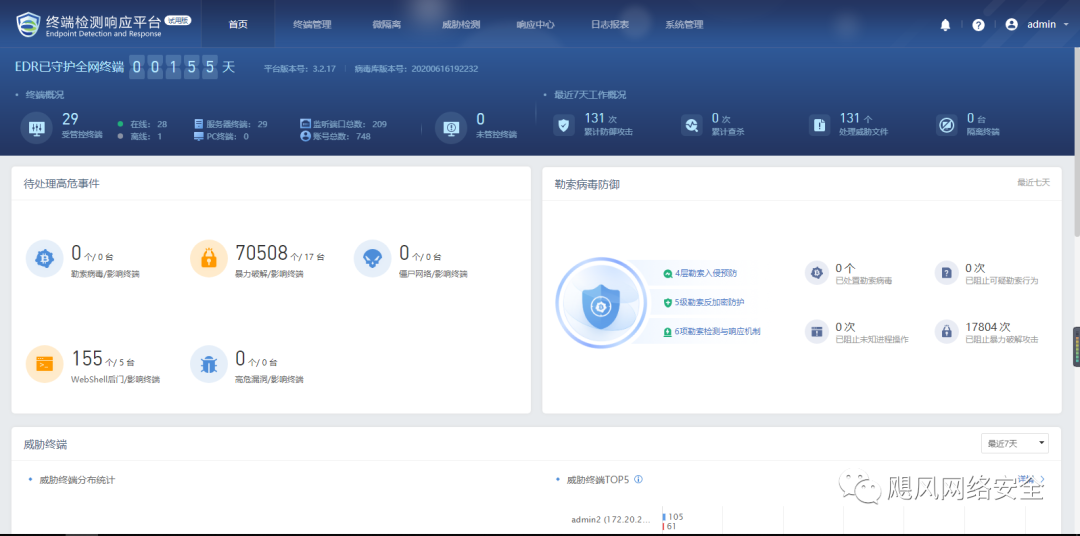 终端检测响应平台 试用版
Endpoint Detection and Response
首页 终端管理 微隔离 威胁检测 响应中心 日志报表 系统管理 admin
EDR已守护全网终端 0 0 1 5 5 天 平台版本号：3.2.17 病毒库版本号：20200616192232
终端概况
29 受管控终端
在线： 28
离线： 1
服务器终端： 29
PC终端： 0
监听端口总数： 209
账号总数： 748
0 未管控终端
最近7天工作概况
131 次
累计防御攻击
0 次
累计查杀
131 个
处理威胁文件
0 台
隔离终端
待处理高危事件
0 个/ 0 台
勒索病毒/影响终端
70508 个/ 17 台
暴力破解/影响终端
0 个/ 0 台
僵尸网络/影响终端
155 个/ 5 台
WebShell后门/影响终端
0 个/ 0 台
高危漏洞/影响终端
勒索病毒防御 最近七天
4层勒索入侵预防
5级勒索反加密防护
6项勒索检测与响应机制
0 个
已处置勒索病毒
0 次
已阻止可疑勒索行为
0 次
已阻止未知进程操作
17804 次
已阻止暴力破解攻击
威胁终端 最近7天
威胁终端分布统计
威胁终端TOP5 详情
admin2 (172.20.2... 105
61
飓风网络安全